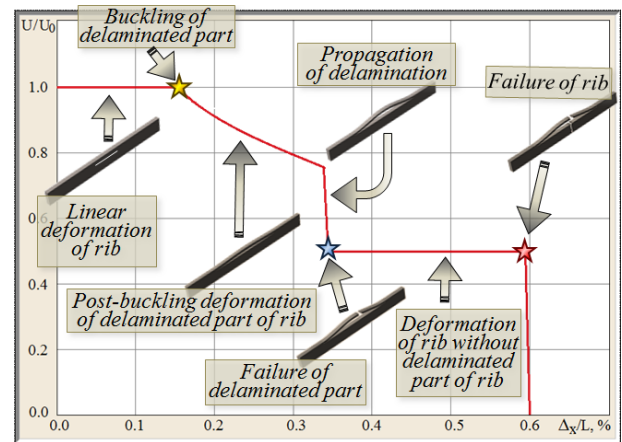 U/U0
Buckling of
delaminated part
Propagation
of delamination
Failure of rib
1.0
0.8
0.6
0.4
0.2
0.0
Linear
deformation
of rib
Post-buckling deformation
of delaminated part of rib
Failure of
delaminated part
Deformation
of rib without
delaminated
part of rib
0.0 0.1 0.2 0.3 0.4 0.5 0.6 Δx/L, %